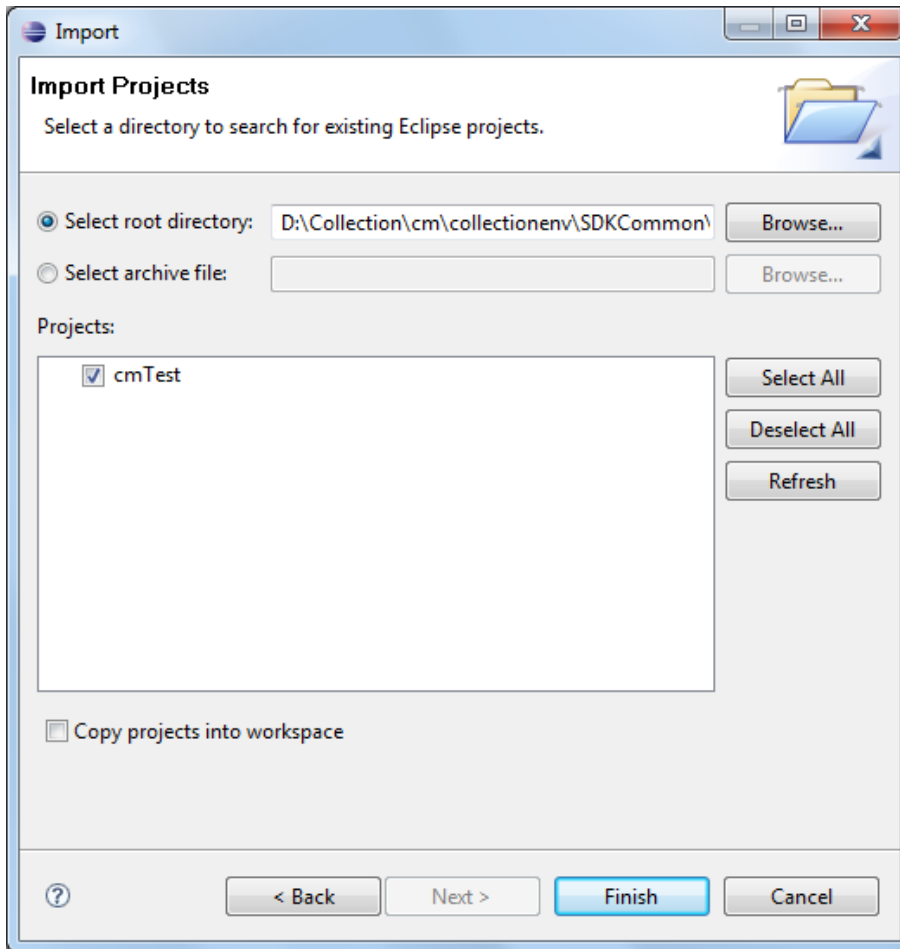 Import
Import Projects
Select a directory to search for existing Eclipse projects.
Select root directory: D:\Collection\cm\collectionenv\SDKCommon\ Browse...
Select archive file: Browse...
Projects:
cmTest
Select All
Deselect All
Refresh
Copy projects into workspace
? < Back Next > Finish Cancel